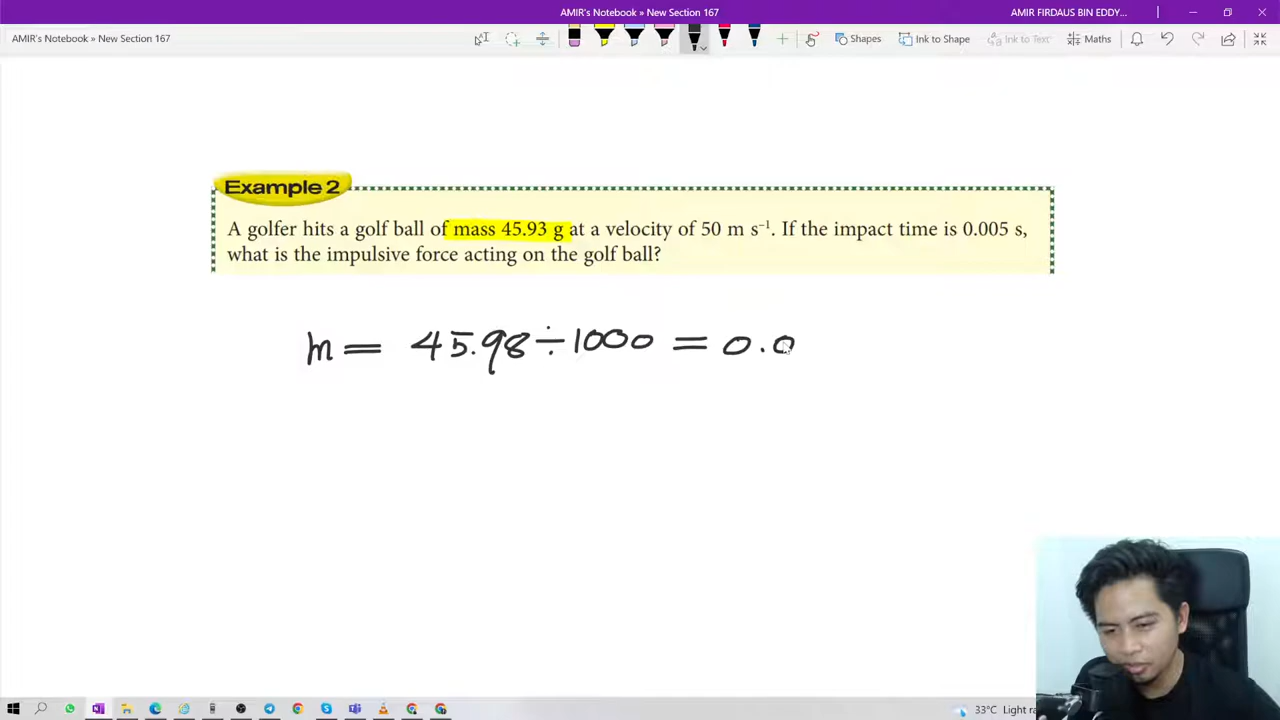 AMIR's Notebook » New Section 167
AMIR FIRDAUS BIN EDDY...
AMIR's Notebook » New Section 167
Shapes
Ink to Shape
Ink to Text
Maths
Example 2
A golfer hits a golf ball of mass 45.93 g at a velocity of 50 m s⁻¹. If the impact time is 0.005 s,
what is the impulsive force acting on the golf ball?
m = 45.98 ÷ 1000 = 0.0
33°C Light ra